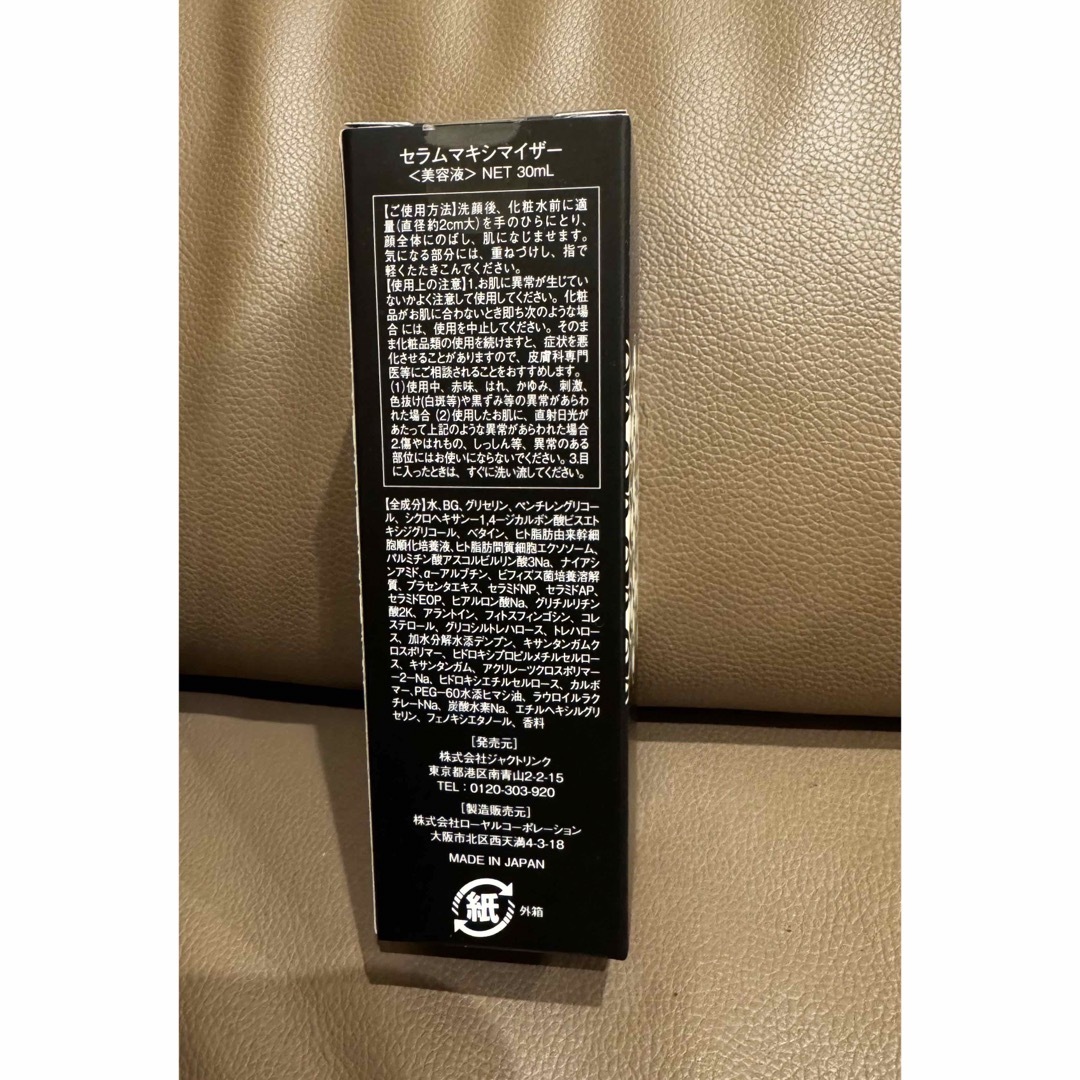 セラムマキシマイザー
<美容液> NET 30mL
【ご使用方法】洗顔後、化粧水前に適
量(直径約2cm大)を手のひらにとり、
顔全体にのばし、肌になじませます。
気になる部分には、重ねづけし、指で
軽くたたきこんでください。
【使用上の注意】1.お肌に異常が生じてい
ないかよく注意して使用してください。化粧
品がお肌に合わないとき即ち次のような場
合には、使用を中止してください。そのま
ま化粧品類の使用を続けますと、症状を悪
化させることがありますので、皮膚科専門
医等にご相談されることをおすすめします。
(1)使用中、赤味、はれ、かゆみ、刺激、
色抜け(白斑等)や黒ずみ等の異常があらわ
れた場合 (2)使用したお肌に、直射日光が
あたって上記のような異常があらわれた場合
2.傷やはれもの、しっしん等、異常のある
部位にはお使いにならないでください。3.目
に入ったときは、すぐに洗い流してください。
【全成分】水、BG、グリセリン、ペンチレングリコー
ル、シクロヘキサン－1,4－ジカルボン酸ビスエト
キシジグリコール、ベタイン、ヒト脂肪由来幹細
胞順化培養液、ヒト脂肪間質細胞エクソソーム、
パルミチン酸アスコルビルリン酸3Na、ナイアシ
ンアミド、α－アルブチン、ビフィズス菌培養溶解
質、プラセンタエキス、セラミドNP、セラミドAP、
セラミドEOP、ヒアルロン酸Na、グリチルリチン
酸2K、アラントイン、フィトスフィンゴシン、コレ
ステロール、グリコシルトレハロース、トレハロー
ス、加水分解水添デンプン、キサンタンガムク
ロスポリマー、ヒドロキシプロピルメチルセルロー
ス、キサンタンガム、アクリレーツクロスポリマー
－2－Na、ヒドロキシエチルセルロース、カルボ
マー、PEG－60水添ヒマシ油、ラウロイルラク
チレートNa、炭酸水素Na、エチルヘキシルグリ
セリン、フェノキシエタノール、香料
[発売元]
株式会社ジャクトリンク
東京都港区南青山2-2-15
TEL：0120-303-920
[製造販売元]
株式会社ローヤルコーポレーション
大阪市北区西天満4-3-18
MADE IN JAPAN
紙 外箱